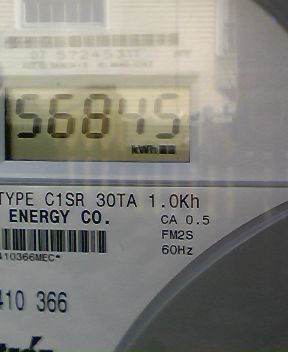 56845
kWh
TYPE C1SR 30TA 1.0Kh
ENERGY CO.
CA 0.5
FM2S
60Hz
410366MEC*
410 366